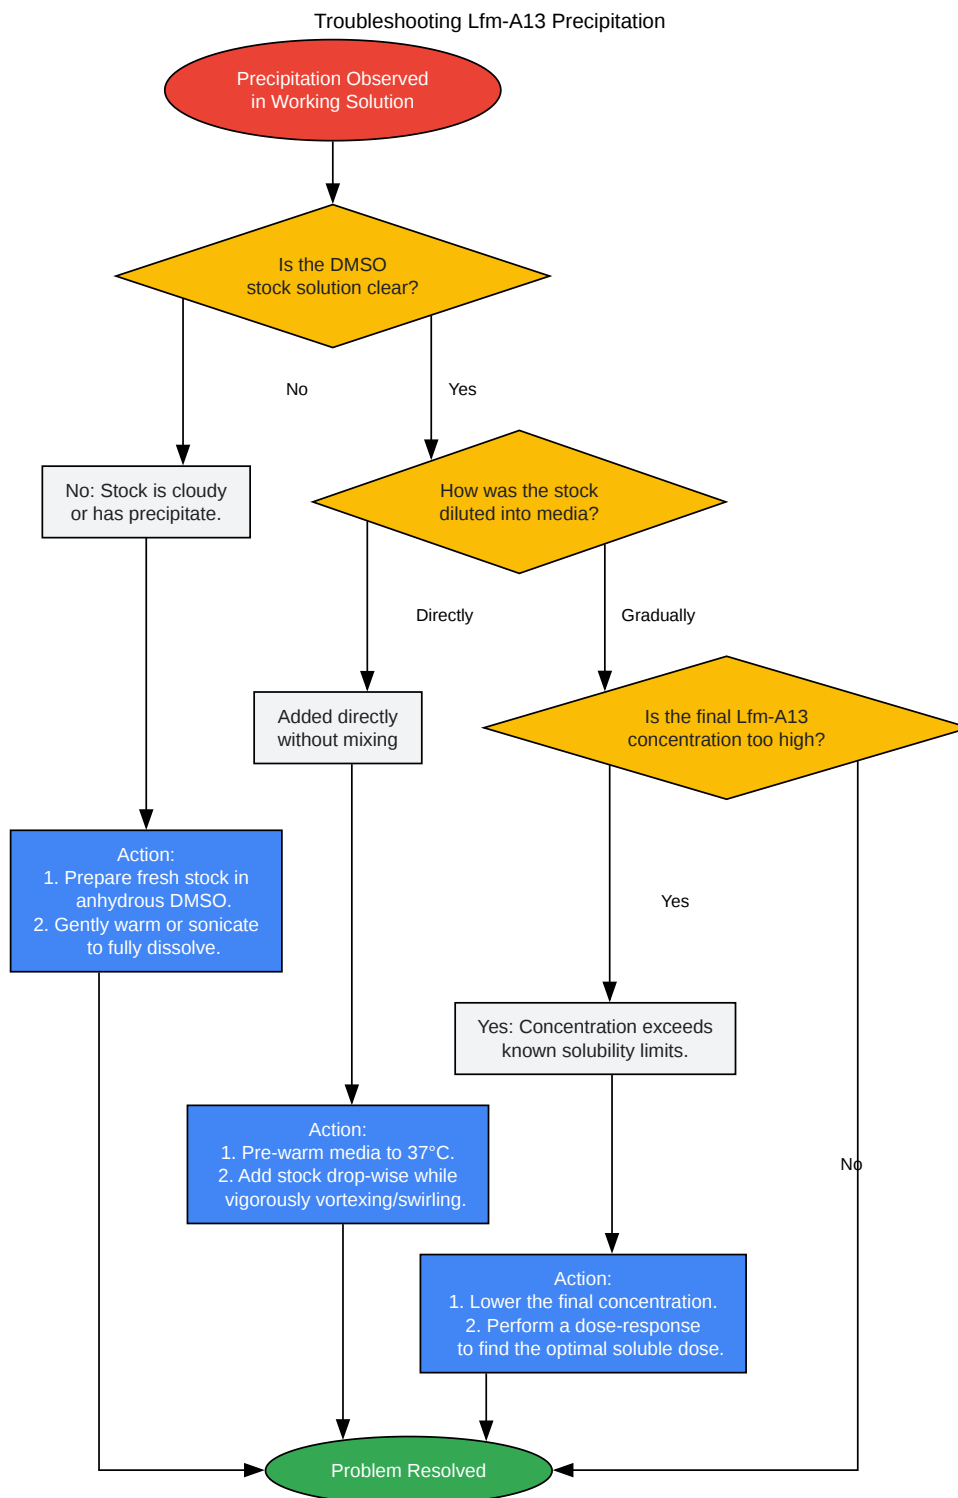 Troubleshooting Lfm-A13 Precipitation
Precipitation Observed
in Working Solution
Is the DMSO
stock solution clear?
No
Yes
No: Stock is cloudy
or has precipitate.
How was the stock
diluted into media?
Directly
Gradually
Added directly
without mixing
Is the final Lfm-A13
concentration too high?
Action:
1. Prepare fresh stock in
anhydrous DMSO.
2. Gently warm or sonicate
to fully dissolve.
Yes
Yes: Concentration exceeds
known solubility limits.
Action:
1. Pre-warm media to 37°C.
2. Add stock drop-wise while
vigorously vortexing/swirling.
No
Action:
1. Lower the final concentration.
2. Perform a dose-response
to find the optimal soluble dose.
Problem Resolved